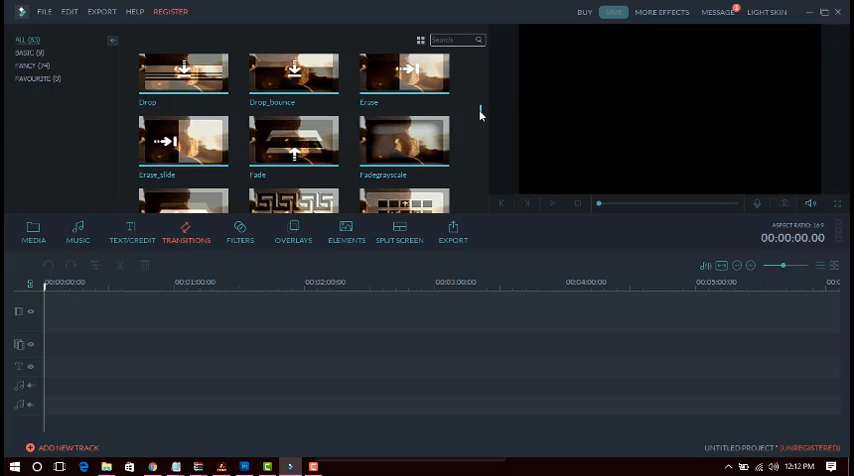 FILE EDIT EXPORT HELP REGISTER BUY SAVE MORE EFFECTS MESSAGE LIGHT SKIN
ALL (83)
BASIC (9)
FANCY (74)
FAVOURITE (3)
Search
Drop Drop_bounce Erase
Erase_slide Fade Fadegrayscale
MEDIA MUSIC TEXT/CREDIT TRANSITIONS FILTERS OVERLAYS ELEMENTS SPLIT SCREEN EXPORT
ASPECT RATIO: 16:9
00:00:00.00
00:00:00:00 00:01:00:00 00:02:00:00 00:03:00:00 00:04:00:00 00:05:00:00
ADD NEW TRACK
UNTITLED PROJECT* (UNREGISTERED)
12:12 PM